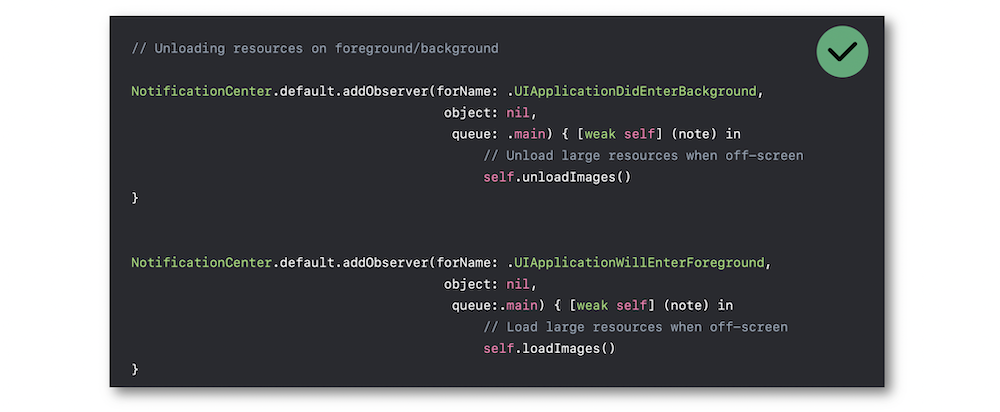 // Unloading resources on foreground/background
NotificationCenter.default.addObserver(forName: .UIApplicationDidEnterBackground,
object: nil,
queue: .main) { [weak self] (note) in
// Unload large resources when off-screen
self.unloadImages()
}
NotificationCenter.default.addObserver(forName: .UIApplicationWillEnterForeground,
object: nil,
queue:.main) { [weak self] (note) in
// Load large resources when off-screen
self.loadImages()
}